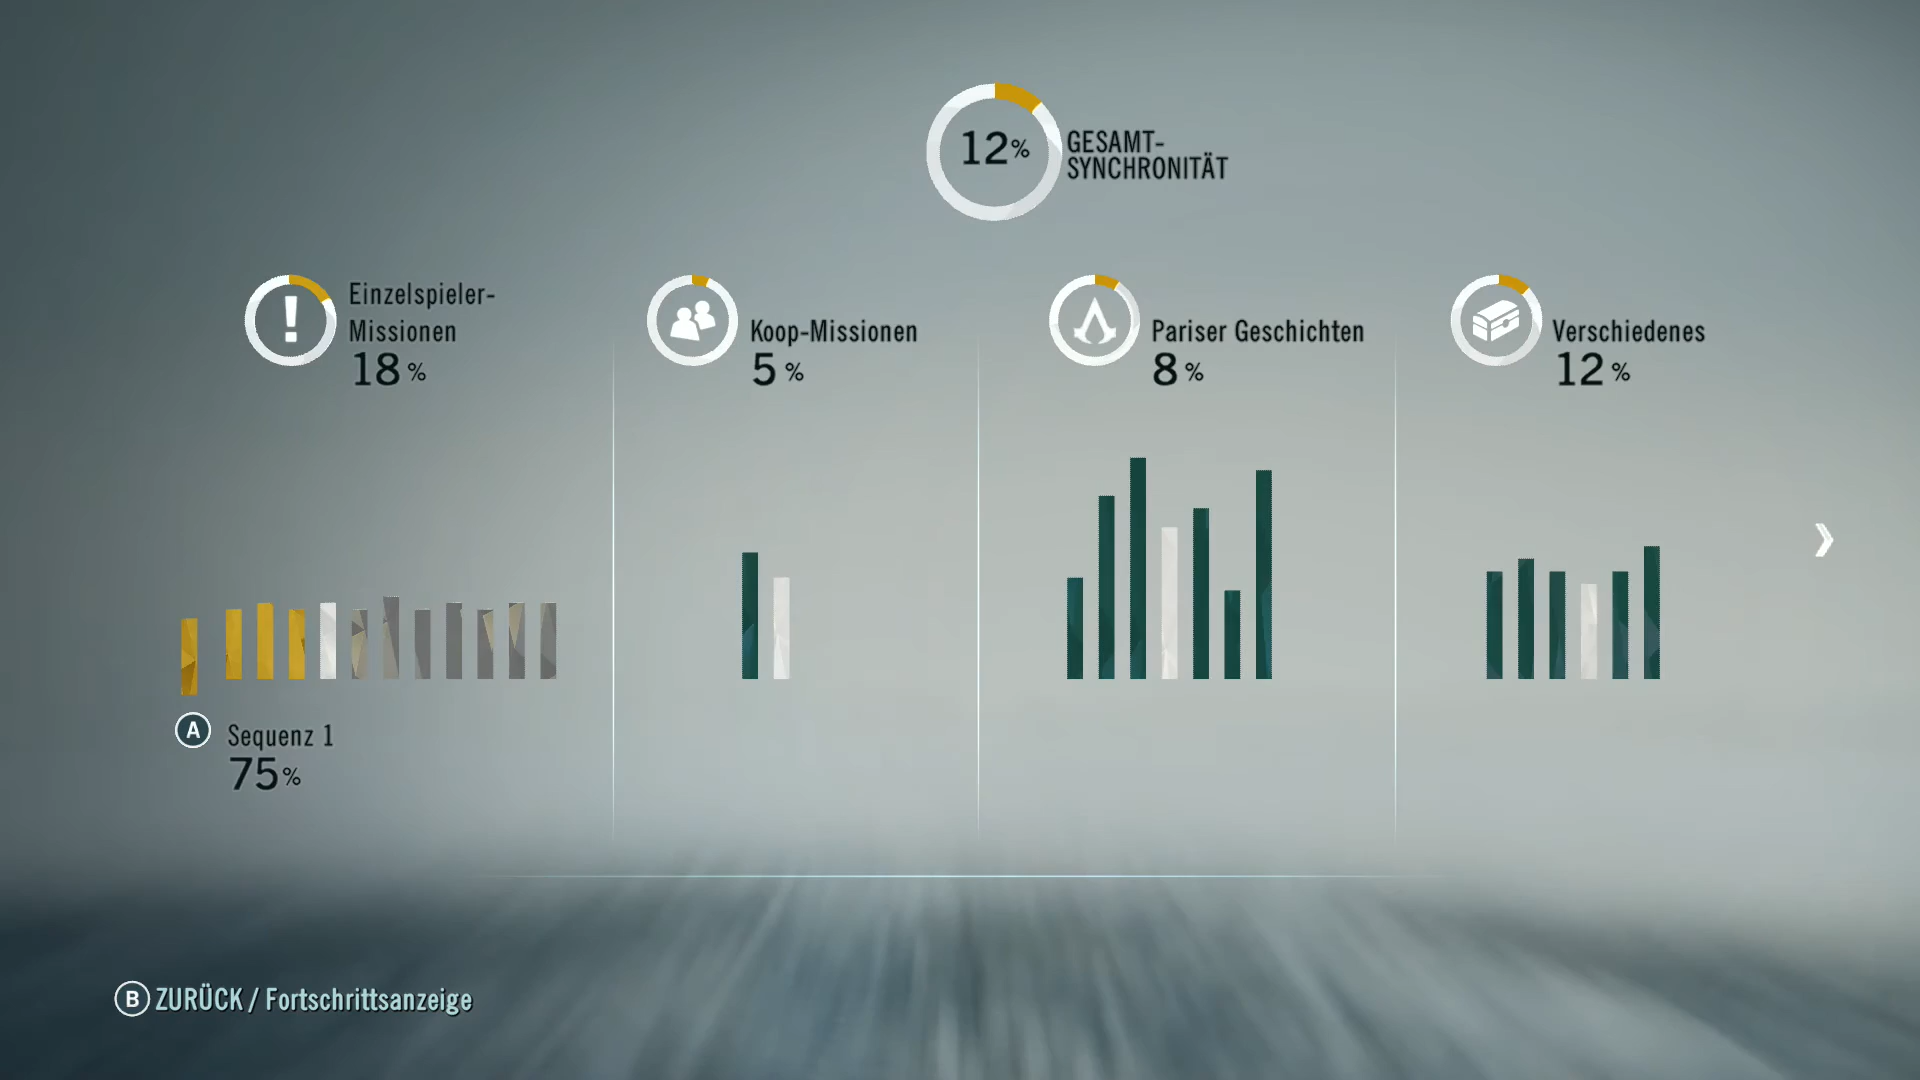 12%
GESAMT-
SYNCHRONITÄT
Einzelspieler-
Missionen
18 %
Koop-Missionen
5 %
Pariser Geschichten
8 %
Verschiedenes
12 %
A Sequenz 1
75%
B ZURÜCK / Fortschrittsanzeige